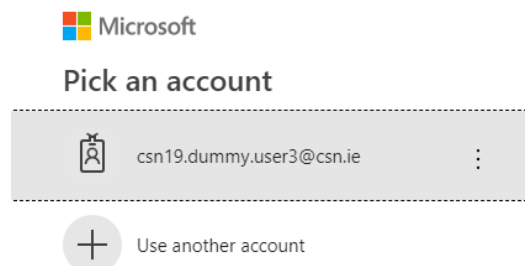 Microsoft
Pick an account
csn19.dummy.user3@csn.ie
Use another account